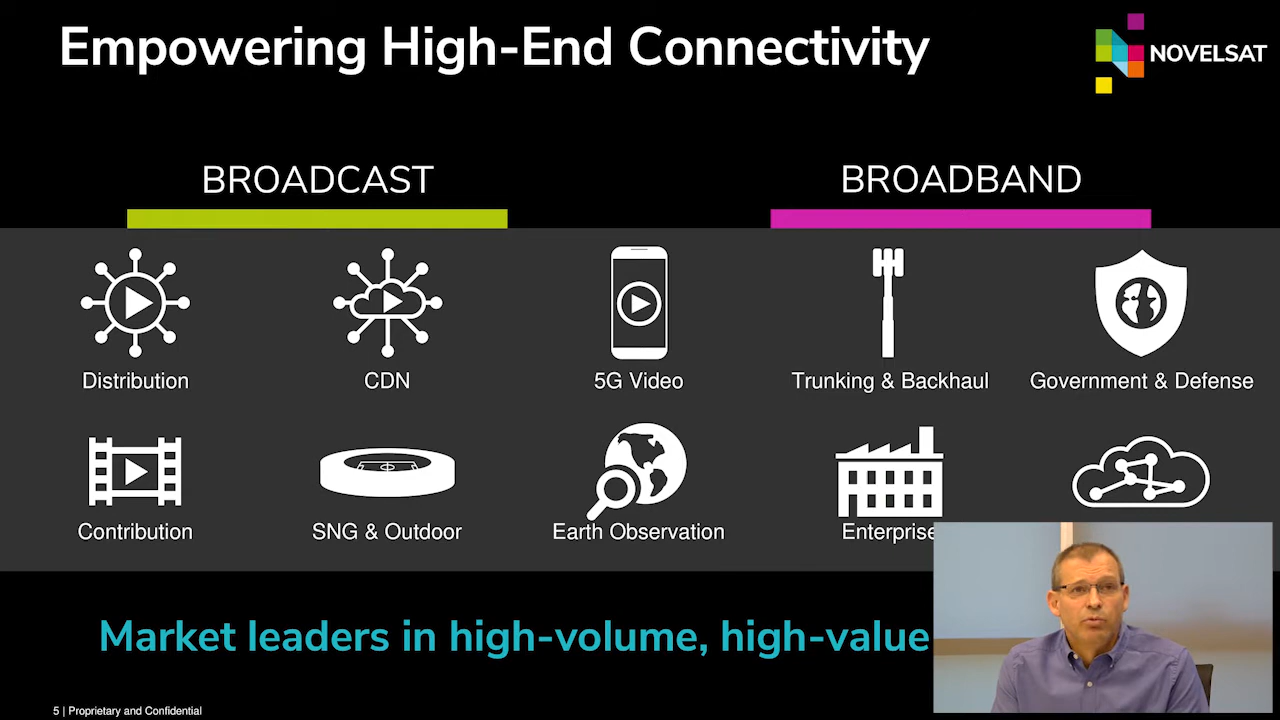 Empowering High-End Connectivity
NOVELSAT
BROADCAST
BROADBAND
Distribution
CDN
5G Video
Trunking & Backhaul
Government & Defense
Contribution
SNG & Outdoor
Earth Observation
Enterprise
Market leaders in high-volume, high-value
5 | Proprietary and Confidential